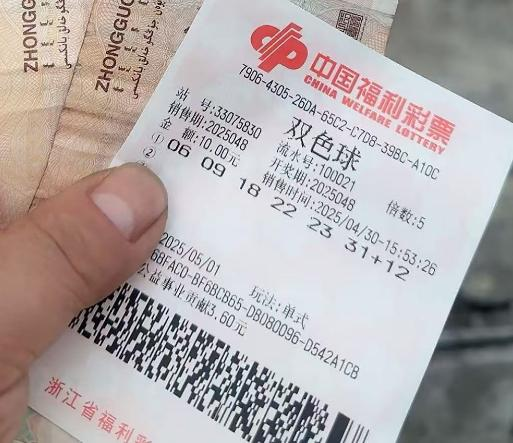 ZHONGGUO
ZHONGGUO
中国福利彩票
CHINA WELFARE LOTTERY
7906-4305-26DA-65C2-C7D8-39BC-A10C
双色球
站 号:33075830
流水号:100021
销售期:2025048
开奖期:2025048
倍数:5
金 额:10.00元
销售时间:2025/04/30-15:53:26
① 06 09 18 22 23 31+12
②
2025/05/01
玩法:单式
6BFAC0-BF6BCB65-DB080096-D542A1CB
公益事业贡献3.60元
浙江省福利彩